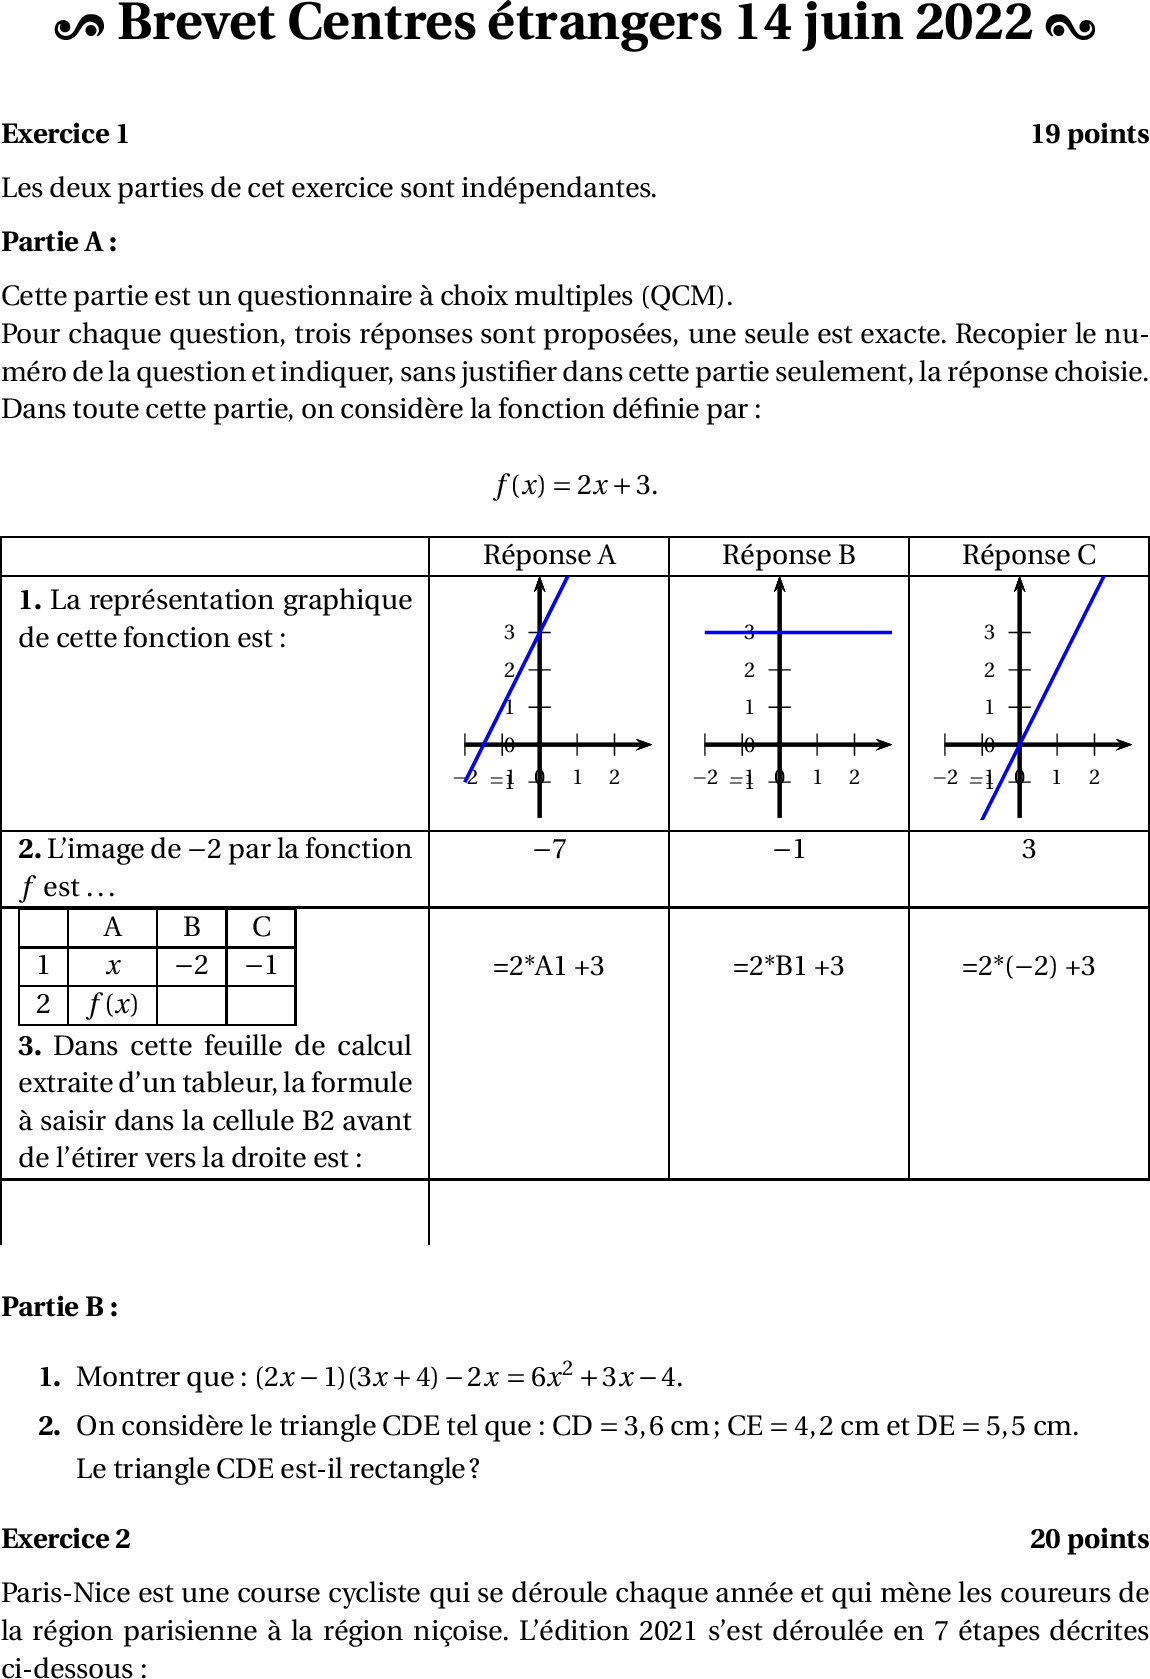 Brevet Centres étrangers 14 juin 2022
Exercice 1 19 points
Les deux parties de cet exercice sont indépendantes.
Partie A :
Cette partie est un questionnaire à choix multiples (QCM).
Pour chaque question, trois réponses sont proposées, une seule est exacte. Recopier le nu-
méro de la question et indiquer, sans justifier dans cette partie seulement, la réponse choisie.
Dans toute cette partie, on considère la fonction définie par :
f(x) = 2x + 3.
Réponse A Réponse B Réponse C
1. La représentation graphique
de cette fonction est :
3 3 3
2 2 2
1 1 1
0 0 0
−2 −1 0 1 2 −2 −1 0 1 2 −2 −1 0 1 2
−1 −1 −1
2. L'image de −2 par la fonction −7 −1 3
f est ...
A B C
1 x −2 −1 =2*A1 +3 =2*B1 +3 =2*(−2) +3
2 f(x)
3. Dans cette feuille de calcul
extraite d'un tableur, la formule
à saisir dans la cellule B2 avant
de l'étirer vers la droite est :
Partie B :
1. Montrer que : (2x − 1)(3x + 4) − 2x = 6x² + 3x − 4.
2. On considère le triangle CDE tel que : CD = 3,6 cm ; CE = 4,2 cm et DE = 5,5 cm.
Le triangle CDE est-il rectangle ?
Exercice 2 20 points
Paris-Nice est une course cycliste qui se déroule chaque année et qui mène les coureurs de
la région parisienne à la région niçoise. L'édition 2021 s'est déroulée en 7 étapes décrites
ci-dessous :